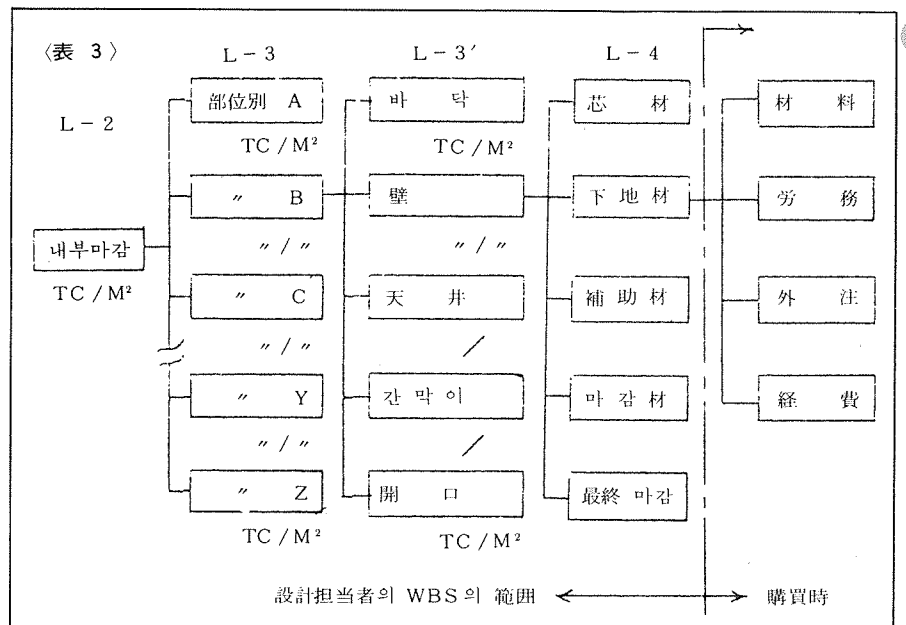 〈表 3〉
L-3 L-3′ L-4
部位別 A 바 닥 芯 材 材 料
L-2
TC/M² TC/M²
〃 B 壁 下 地 材 労 務
〃/〃 〃/〃
내부마감
TC/M²
〃 C 天 井 補 助 材 外 注
〃/〃 /
〃 Y 간 막 이 마 감 材 経 費
〃/〃 /
〃 Z 開 口 最終 마감
TC/M² TC/M²
設計担当者의 WBS의 範囲 購買時